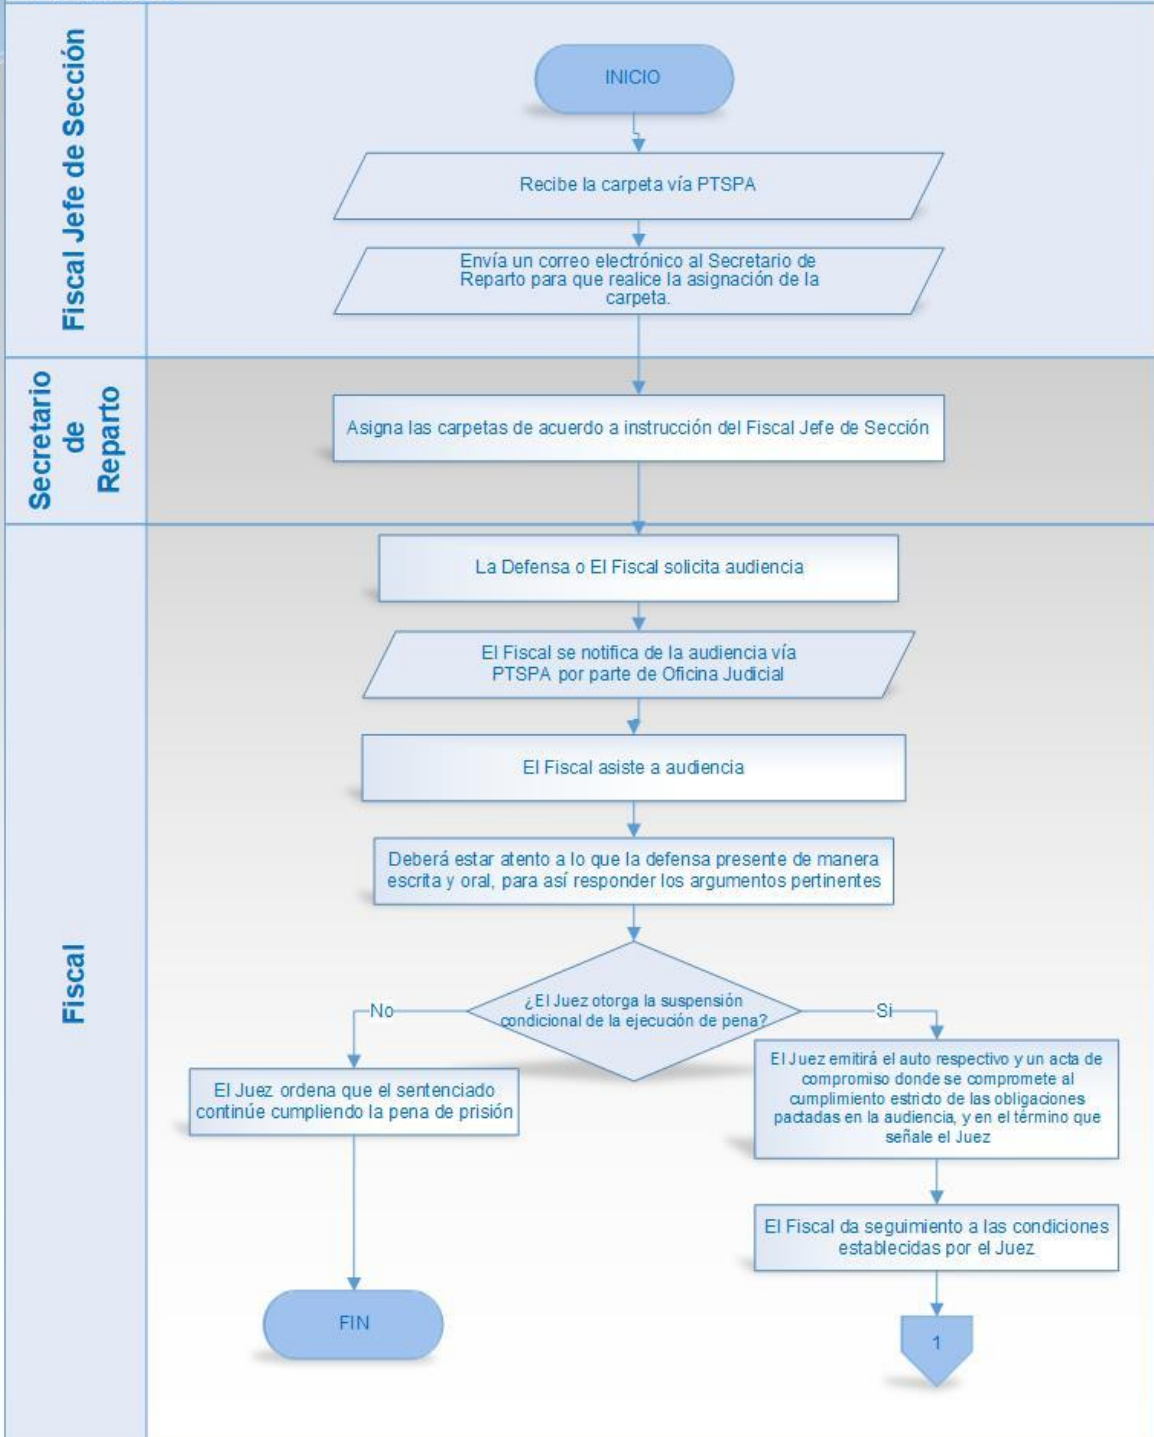 Fiscal Jefe de Sección
INICIO
Recibe la carpeta vía PTSPA
Envía un correo electrónico al Secretario de
Reparto para que realice la asignación de la
carpeta.
Secretario
de
Reparto
Asigna las carpetas de acuerdo a instrucción del Fiscal Jefe de Sección
Fiscal
La Defensa o El Fiscal solicita audiencia
El Fiscal se notifica de la audiencia vía
PTSPA por parte de Oficina Judicial
El Fiscal asiste a audiencia
Deberá estar atento a lo que la defensa presente de manera
escrita y oral, para así responder los argumentos pertinentes
¿El Juez otorga la suspensión
condicional de la ejecución de pena?
No
Si
El Juez ordena que el sentenciado
continúe cumpliendo la pena de prisión
El Juez emitirá el auto respectivo y un acta de
compromiso donde se compromete al
cumplimiento estricto de las obligaciones
pactadas en la audiencia, y en el término que
señale el Juez
El Fiscal da seguimiento a las condiciones
establecidas por el Juez
FIN
1